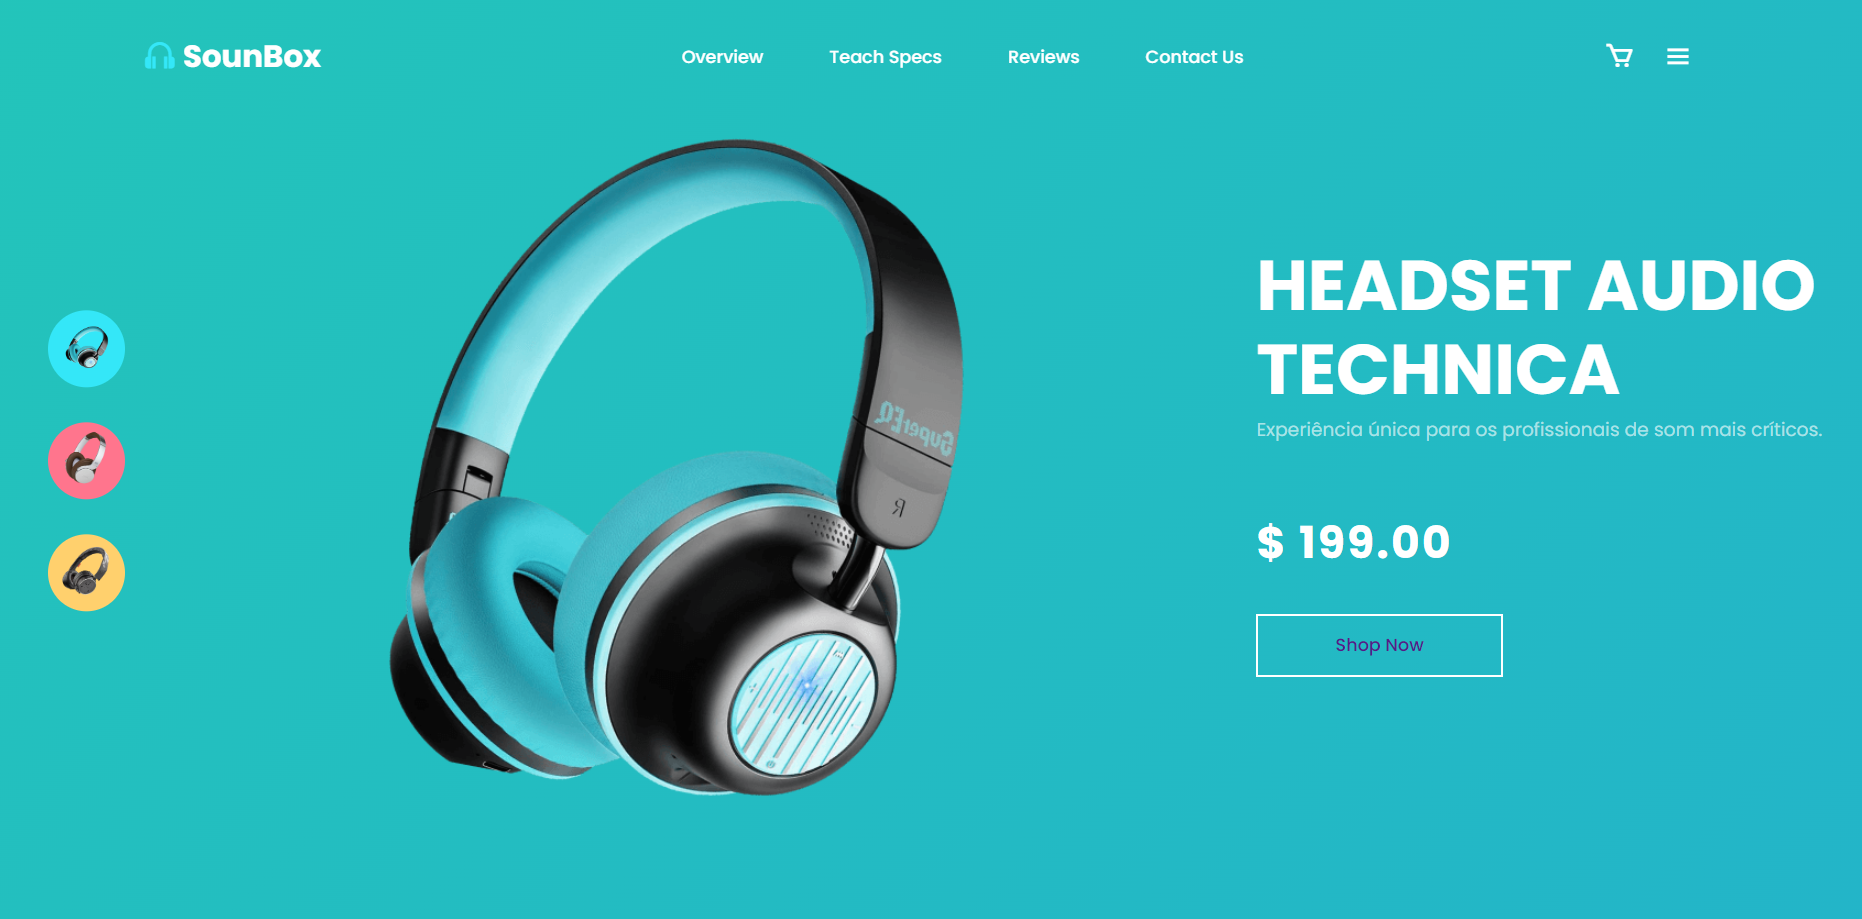 SounBox
Overview
Teach Specs
Reviews
Contact Us
HEADSET AUDIO
TECHNICA
Experiência única para os profissionais de som mais críticos.
$ 199.00
Shop Now
SuperEQ
R